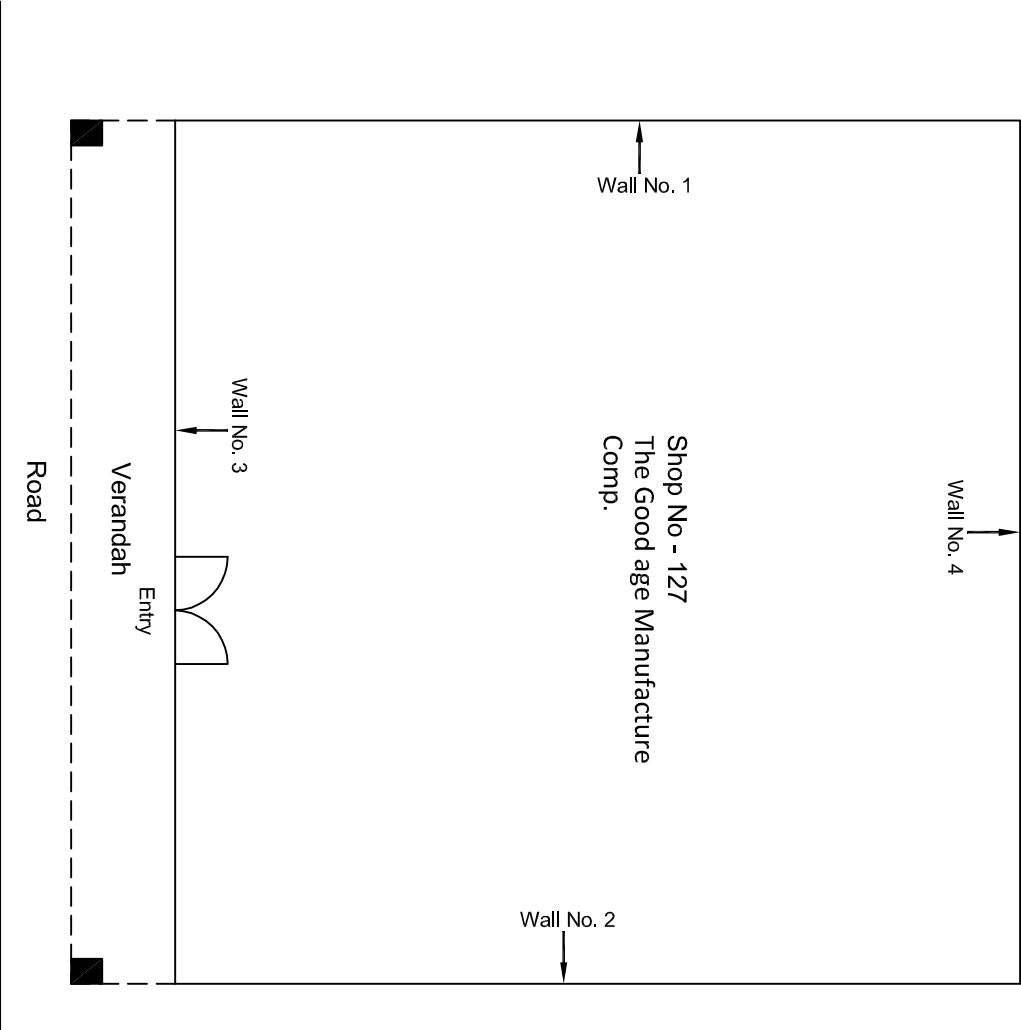 Wall No. 1
Wall No. 4
Shop No - 127
The Good age Manufacture
Comp.
Wall No. 3
Verandah
Entry
Road
Wall No. 2